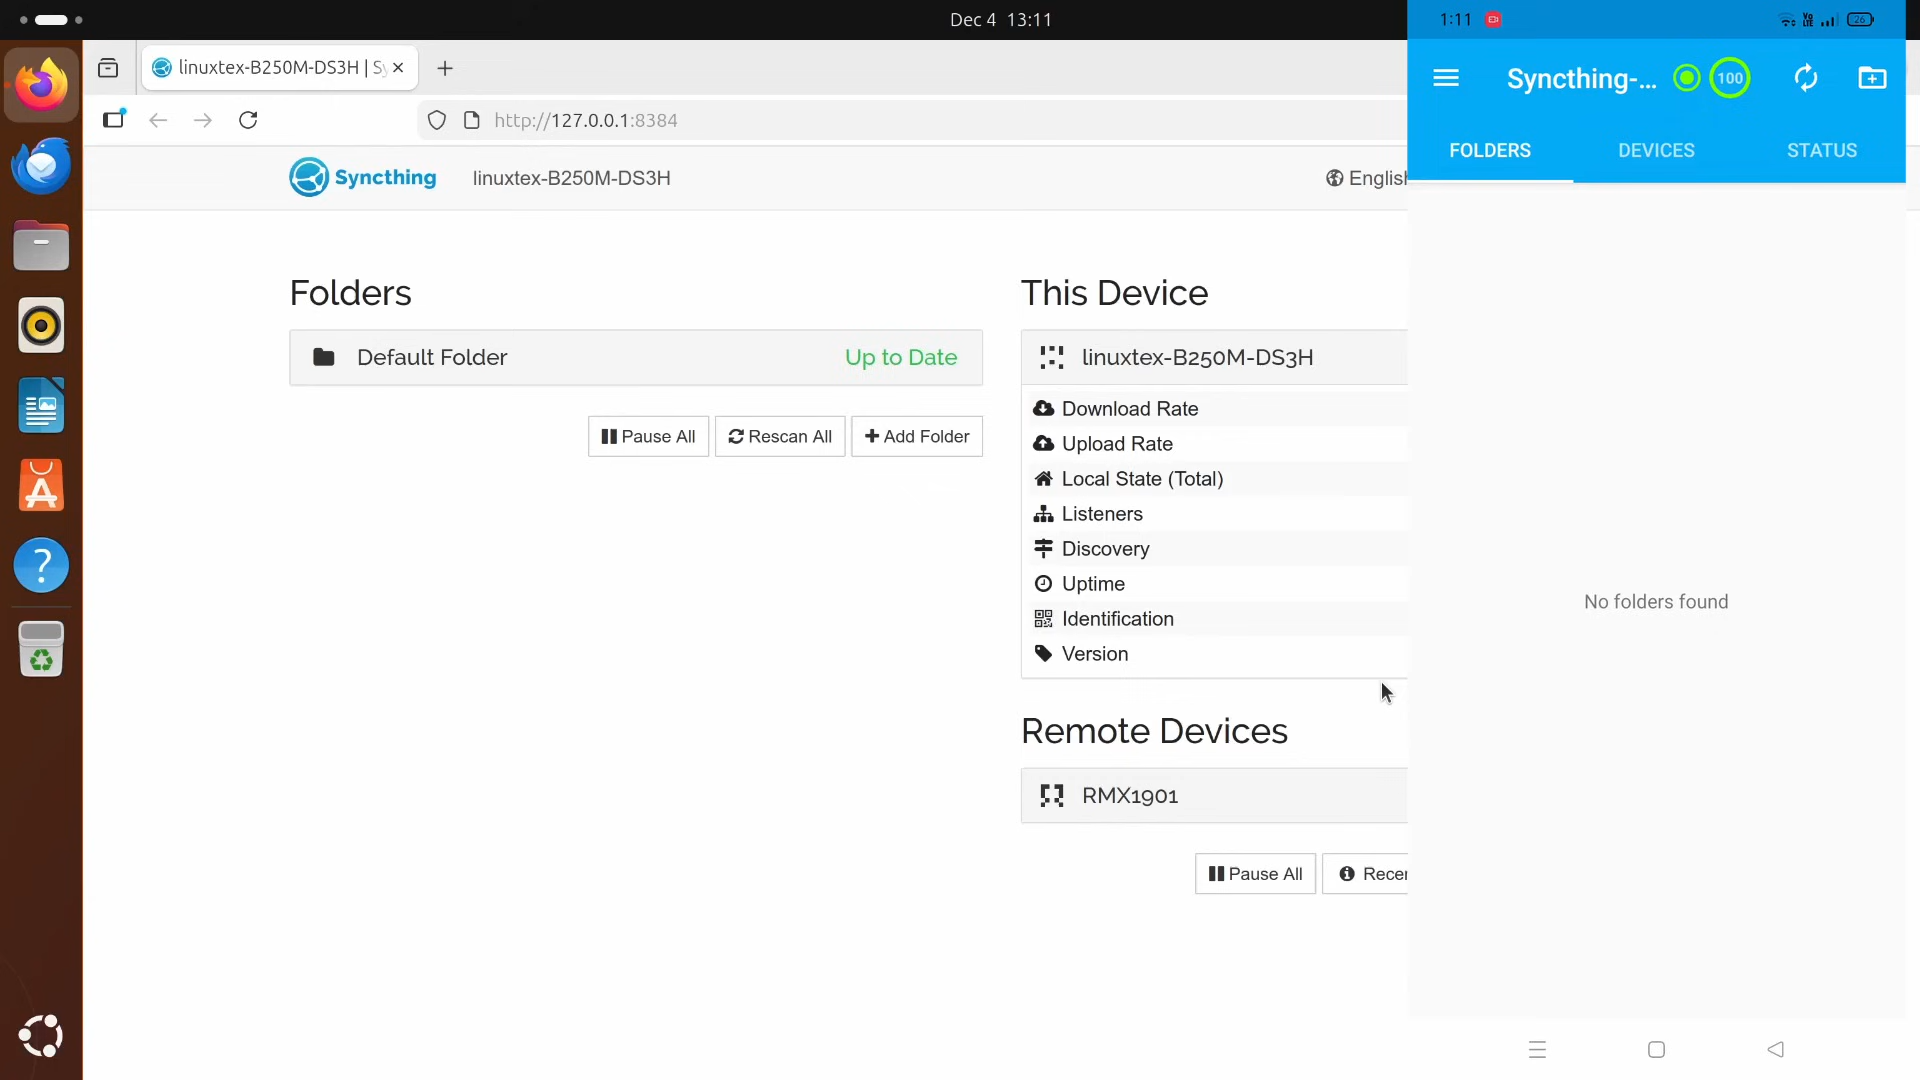 Dec 4 13:11
linuxtex-B250M-DS3H | Sy
http://127.0.0.1:8384
Syncthing
linuxtex-B250M-DS3H
English
Folders
Default Folder
Up to Date
Pause All
Rescan All
Add Folder
This Device
linuxtex-B250M-DS3H
Download Rate
Upload Rate
Local State (Total)
Listeners
Discovery
Uptime
Identification
Version
Remote Devices
RMX1901
Pause All
Recer
1:11
26
Syncthing-...
100
FOLDERS
DEVICES
STATUS
No folders found